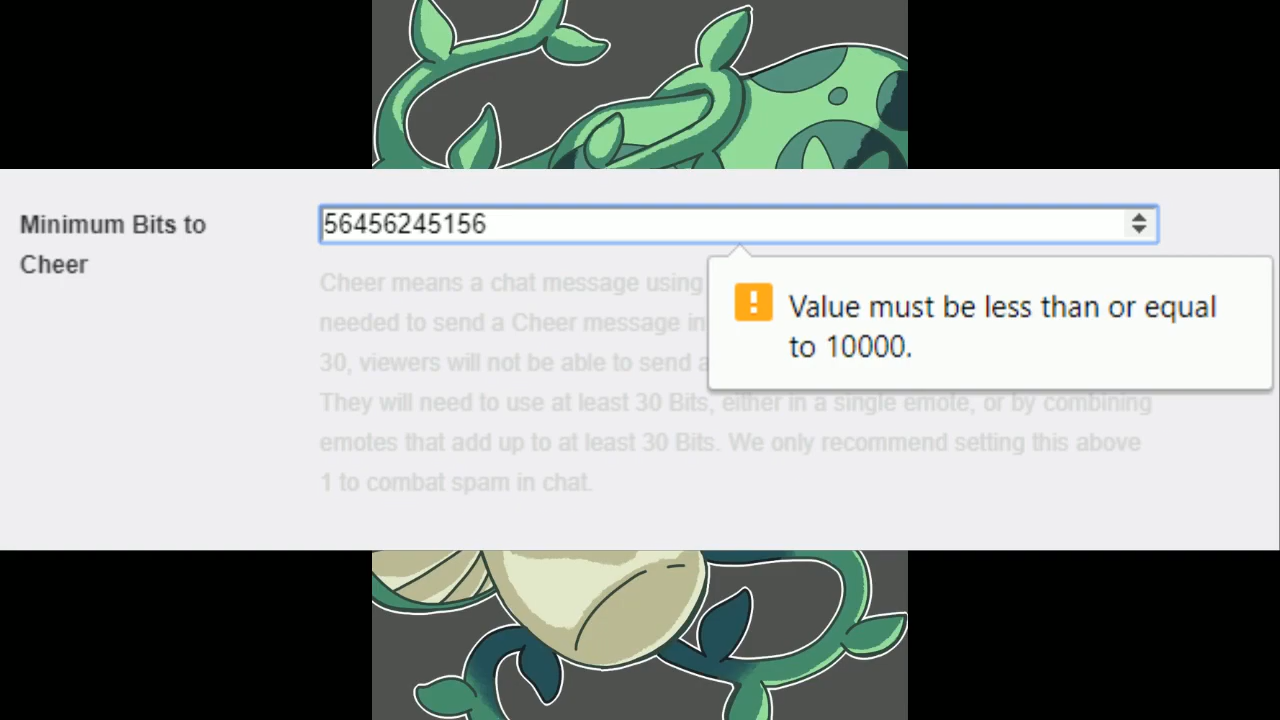 Minimum Bits to
Cheer
56456245156
Value must be less than or equal
to 10000.
Cheer means a chat message using
needed to send a Cheer message in
30, viewers will not be able to send a
They will need to use at least 30 Bits, either in a single emote, or by combining
emotes that add up to at least 30 Bits. We only recommend setting this above
1 to combat spam in chat.